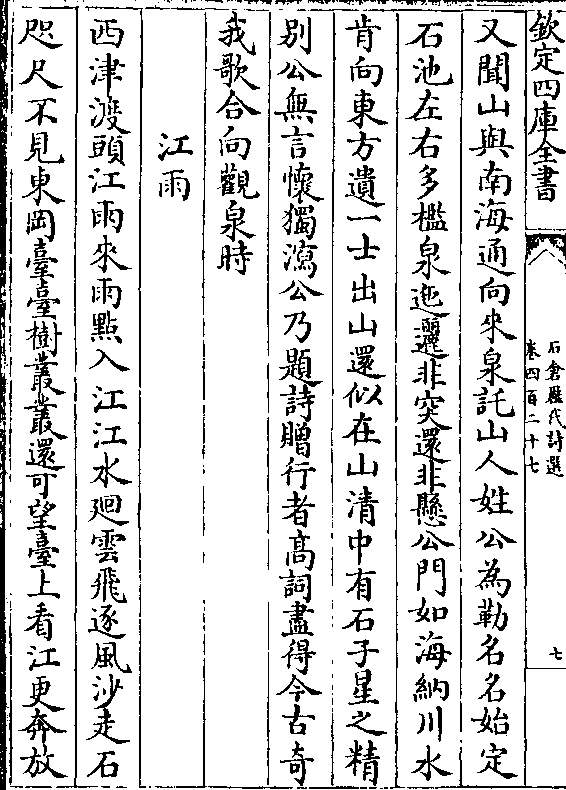 欽定四庫全書
石倉歷代詩選
卷四百二十七
七
又聞山與南海通向來泉託山人姓公為勒名名始定
石池左右多檻泉迤邐非突還非懸公門如海納川水
肯向東方遺一士出山還似在山清中有石子星之精
別公無言懷獨瀉公乃題詩贈行者高詞盡得今古奇
我歌合向觀泉時
江雨
西津渡頭江雨來雨點入江江水迴雲飛逐風沙走石
咫尺不見東岡臺臺樹叢叢還可望臺上看江更奔放